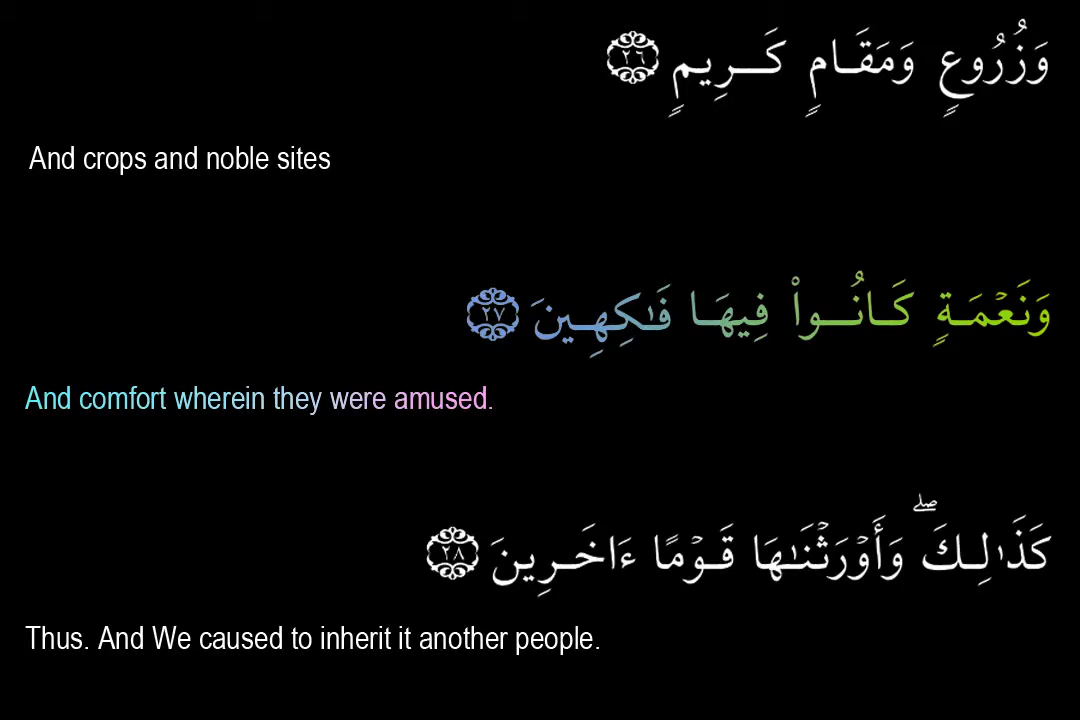 وَزُرُوعٍ وَمَقَامٍ كَرِيمٍ ٢٦
And crops and noble sites
وَنَعْمَةٍ كَانُوا۟ فِيهَا فَـٰكِهِينَ ٢٧
And comfort wherein they were amused.
كَذَٰلِكَ ۖ وَأَوْرَثْنَـٰهَا قَوْمًا ءَاخَرِينَ ٢٨
Thus. And We caused to inherit it another people.